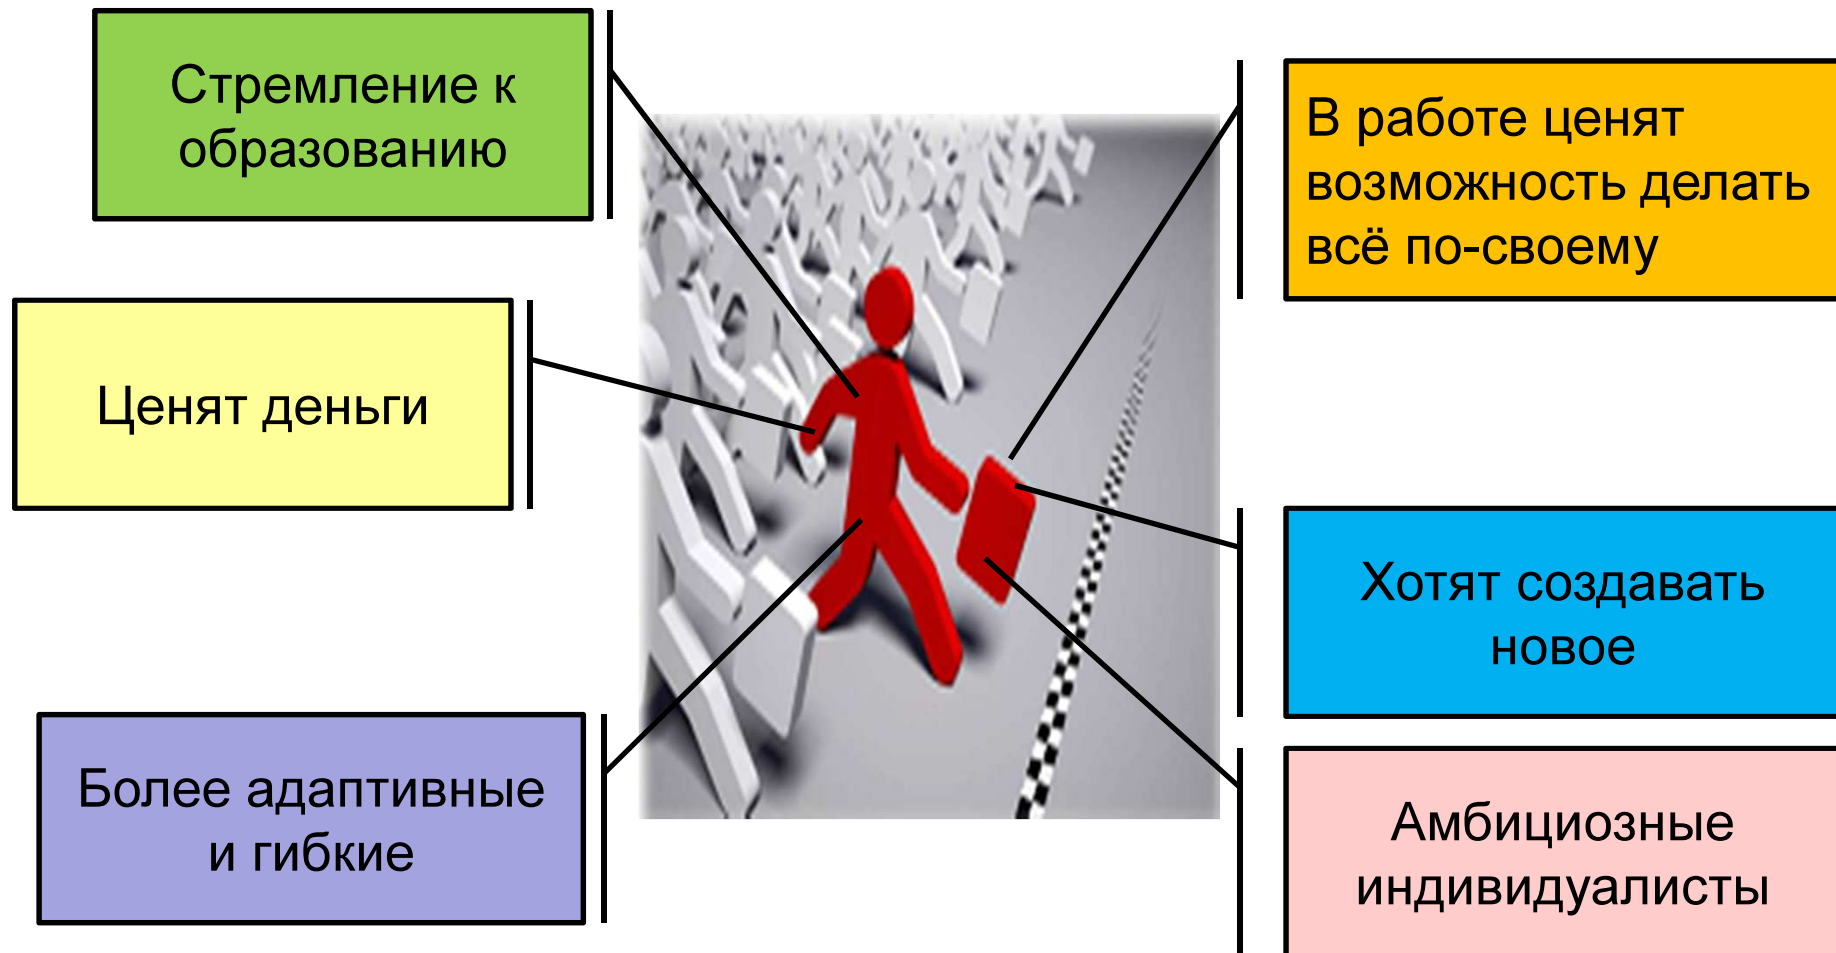 Стремление к
образованию
В работе ценят
возможность делать
всё по-своему
Ценят деньги
Хотят создавать
новое
Более адаптивные
и гибкие
Амбициозные
индивидуалисты